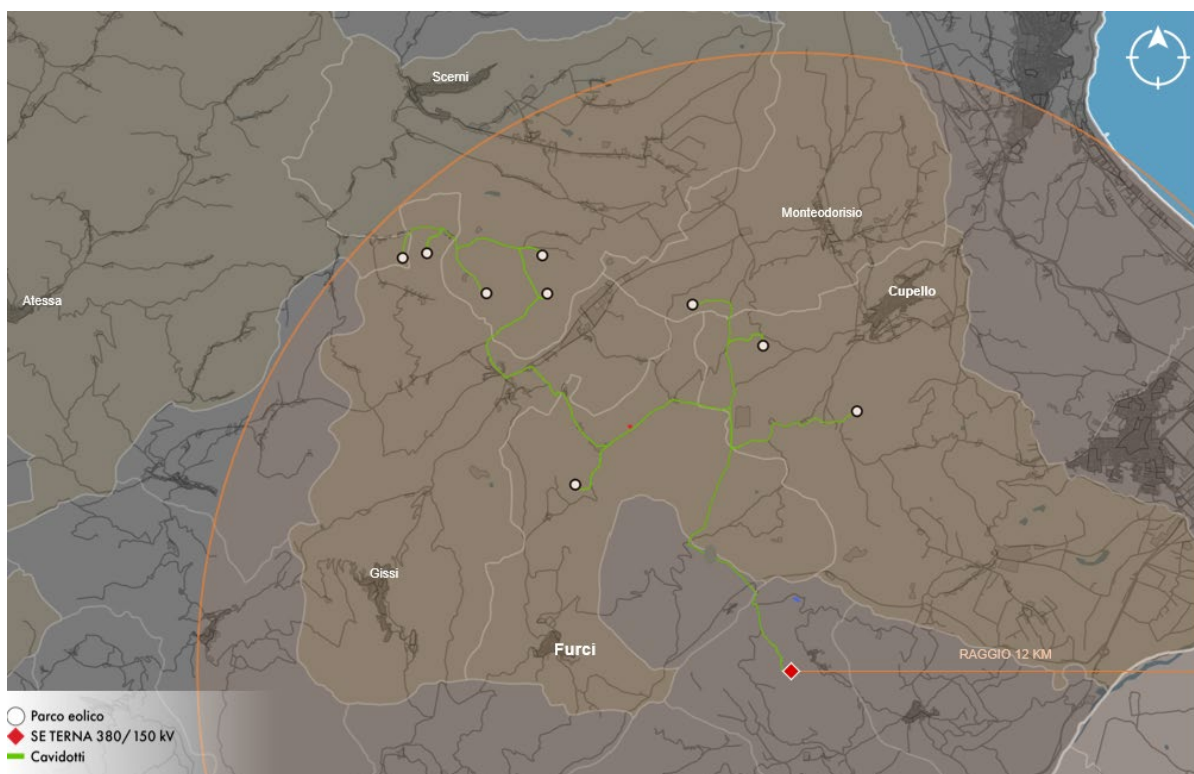 Scerni
Monteodorisio
Atessa
Cupello
Gissi
Furci
RAGGIO 12 KM
Parco eolico
SE TERNA 380/150 kV
Cavidotti